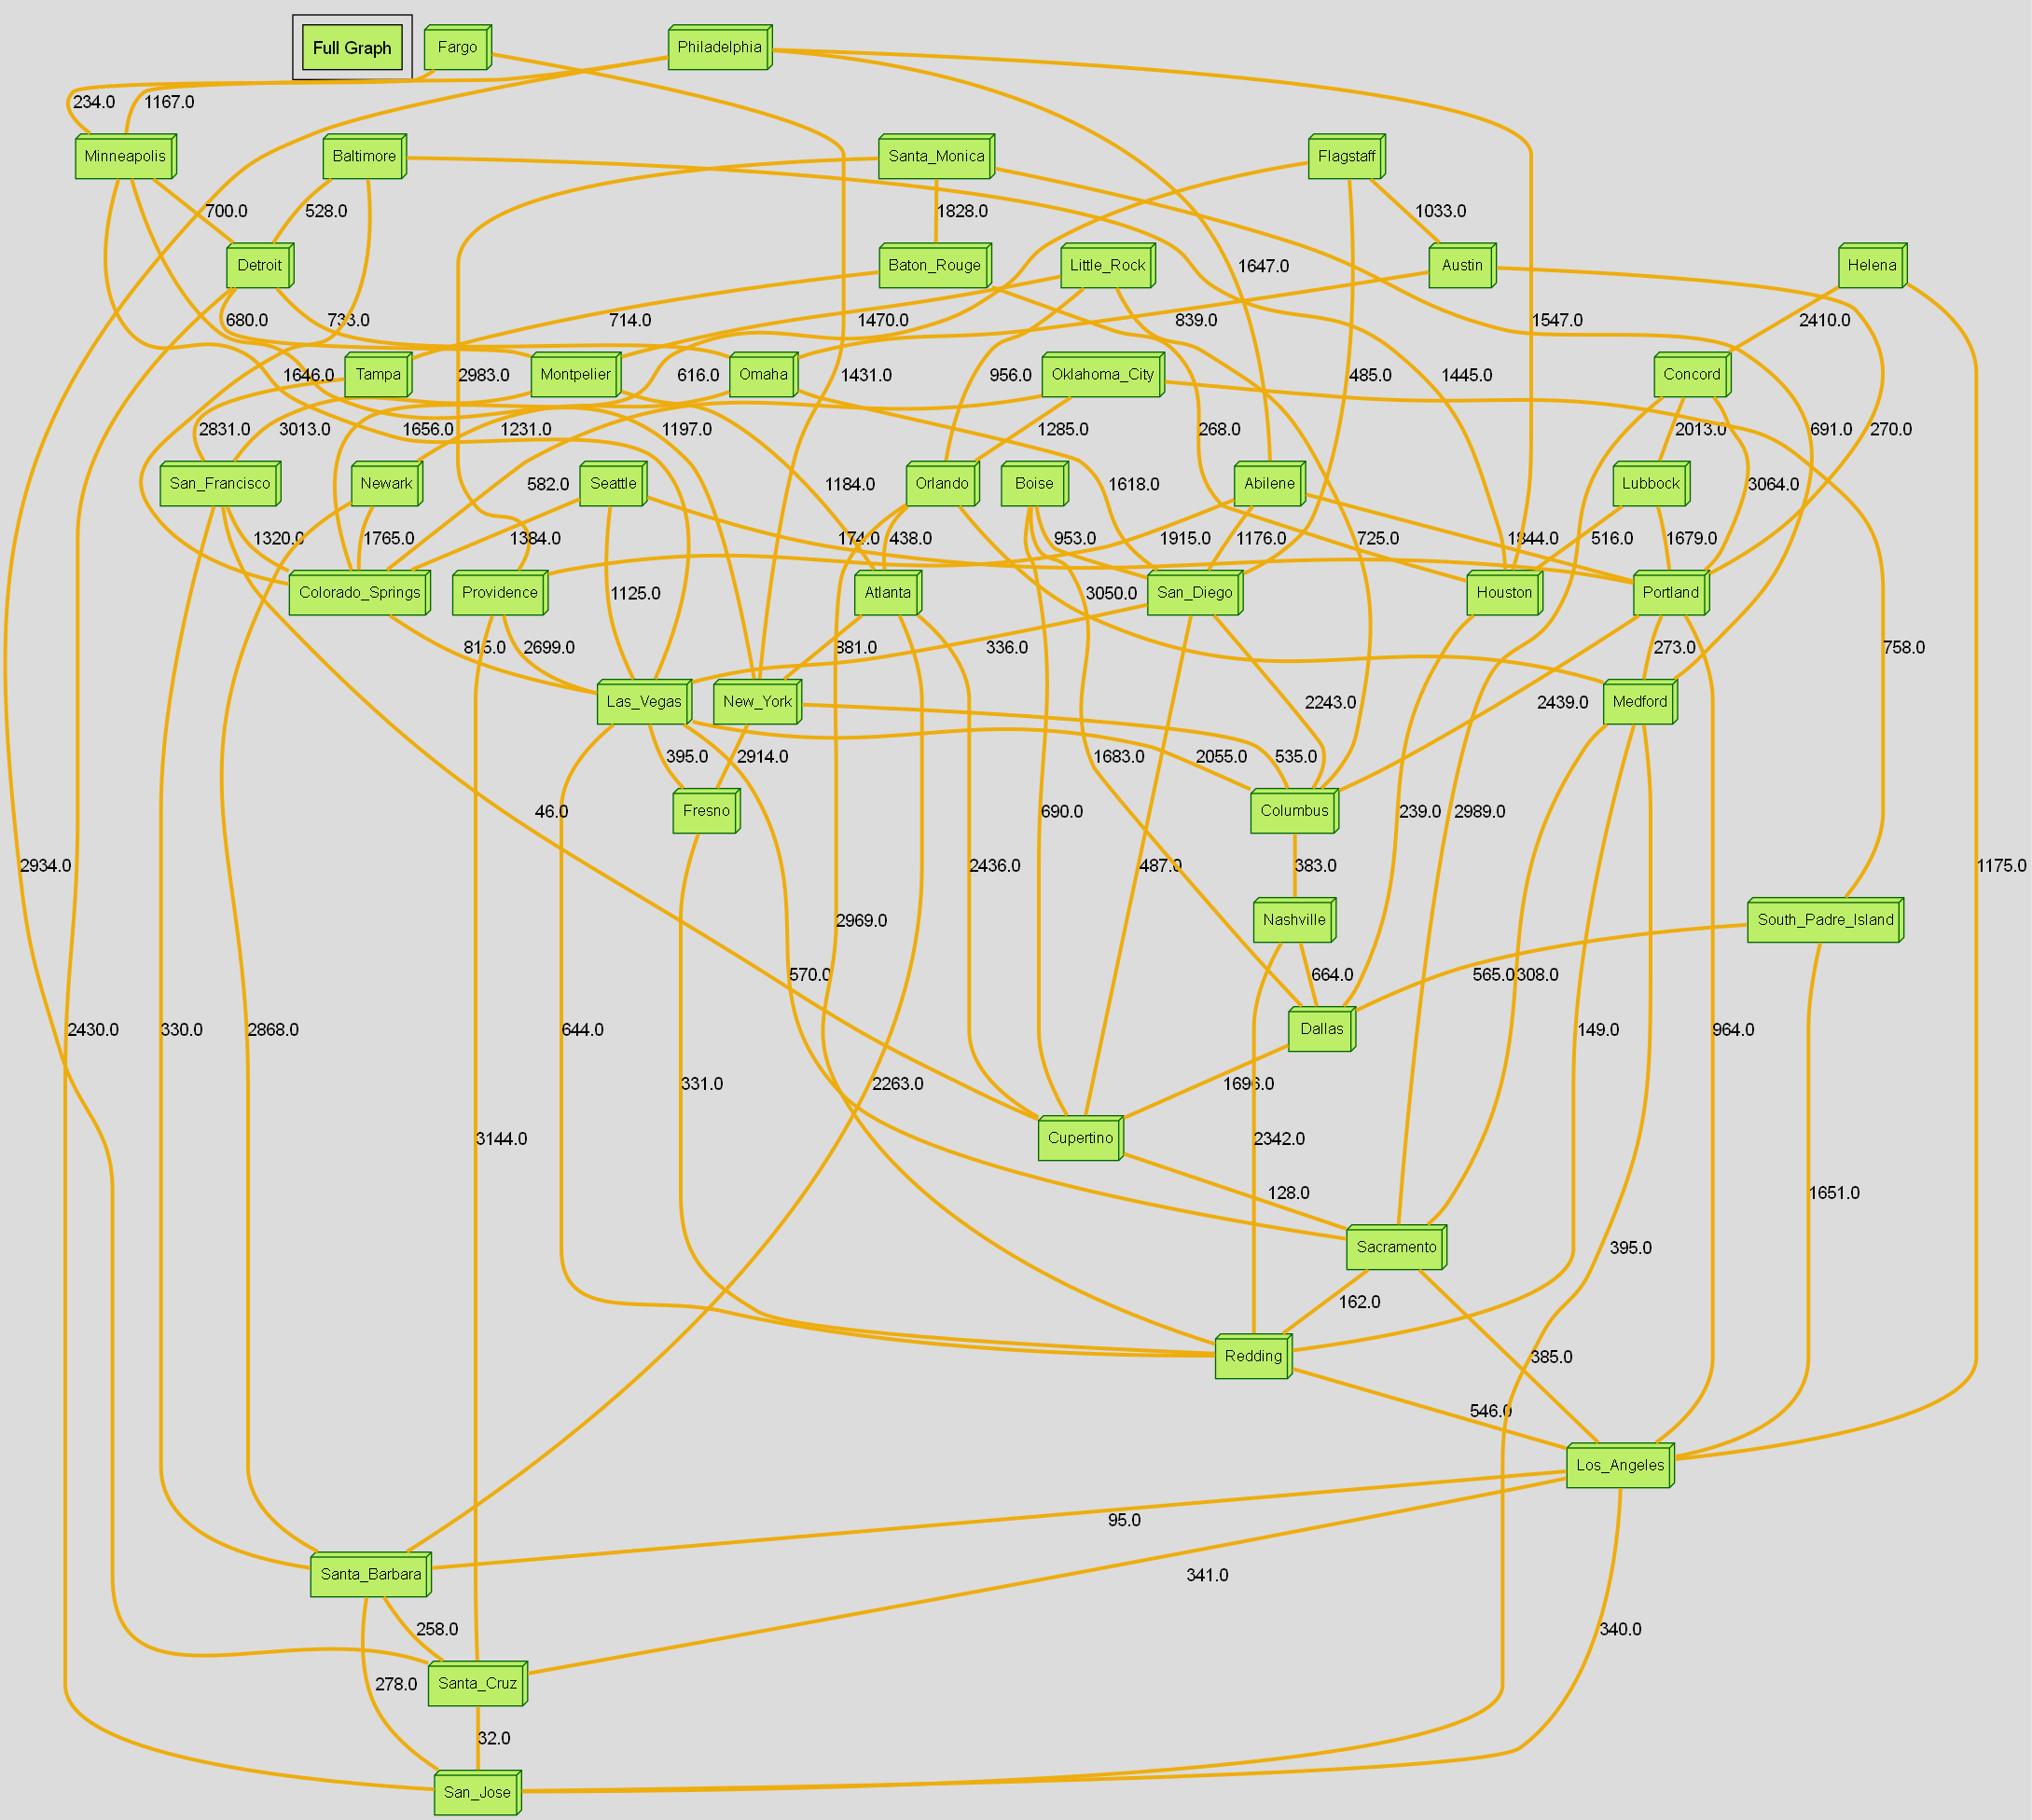 Full Graph
Fargo
Philadelphia
234.0
1167.0
Minneapolis
Baltimore
Santa_Monica
Flagstaff
700.0
528.0
1828.0
1033.0
Detroit
Baton_Rouge
Little_Rock
1647.0
Austin
Helena
680.0
733.0
714.0
1470.0
839.0
1547.0
2410.0
1646.0
Tampa
2983.0
Montpelier
616.0
Omaha
1431.0
956.0
Oklahoma_City
485.0
1445.0
Concord
2831.0
3013.0
1656.0
1231.0
1197.0
1285.0
268.0
2013.0
691.0
270.0
San_Francisco
Newark
582.0
Seattle
1184.0
Orlando
Boise
1618.0
Abilene
Lubbock
3064.0
1320.0
1765.0
1384.0
174.0
438.0
953.0
1915.0
1176.0
725.0
1844.0
516.0
1679.0
Colorado_Springs
Providence
1125.0
Atlanta
3050.0
San_Diego
Houston
Portland
815.0
2699.0
881.0
336.0
273.0
758.0
Las_Vegas
New_York
2243.0
2439.0
Medford
395.0
2914.0
1683.0
2055.0
535.0
46.0
Fresno
690.0
Columbus
239.0
2989.0
2934.0
2436.0
487.0
383.0
1175.0
2969.0
Nashville
South_Padre_Island
570.0
664.0
565.0
308.0
2430.0
330.0
2868.0
644.0
Dallas
149.0
964.0
331.0
2263.0
1696.0
3144.0
Cupertino
2342.0
128.0
1651.0
Sacramento
395.0
162.0
Redding
385.0
546.0
Los_Angeles
95.0
Santa_Barbara
341.0
258.0
340.0
278.0
Santa_Cruz
32.0
San_Jose